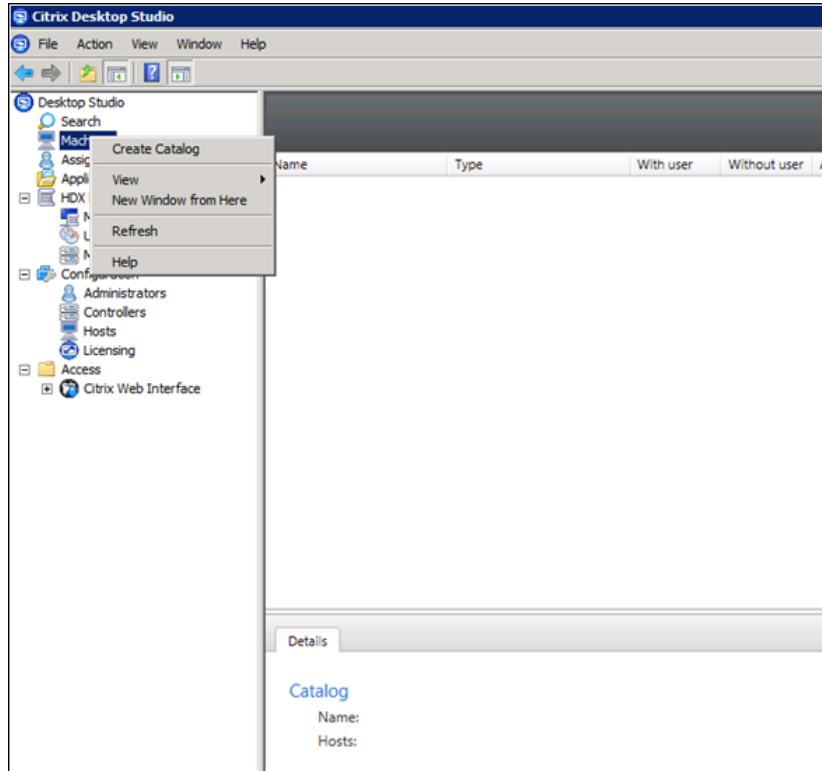 Citrix Desktop Studio
File Action View Window Help
Desktop Studio
Search
Create Catalog
View
New Window from Here
Refresh
Help
HDX
Administrators
Controllers
Hosts
Licensing
Access
Citrix Web Interface
Name Type With user Without user
Details
Catalog
Name:
Hosts: